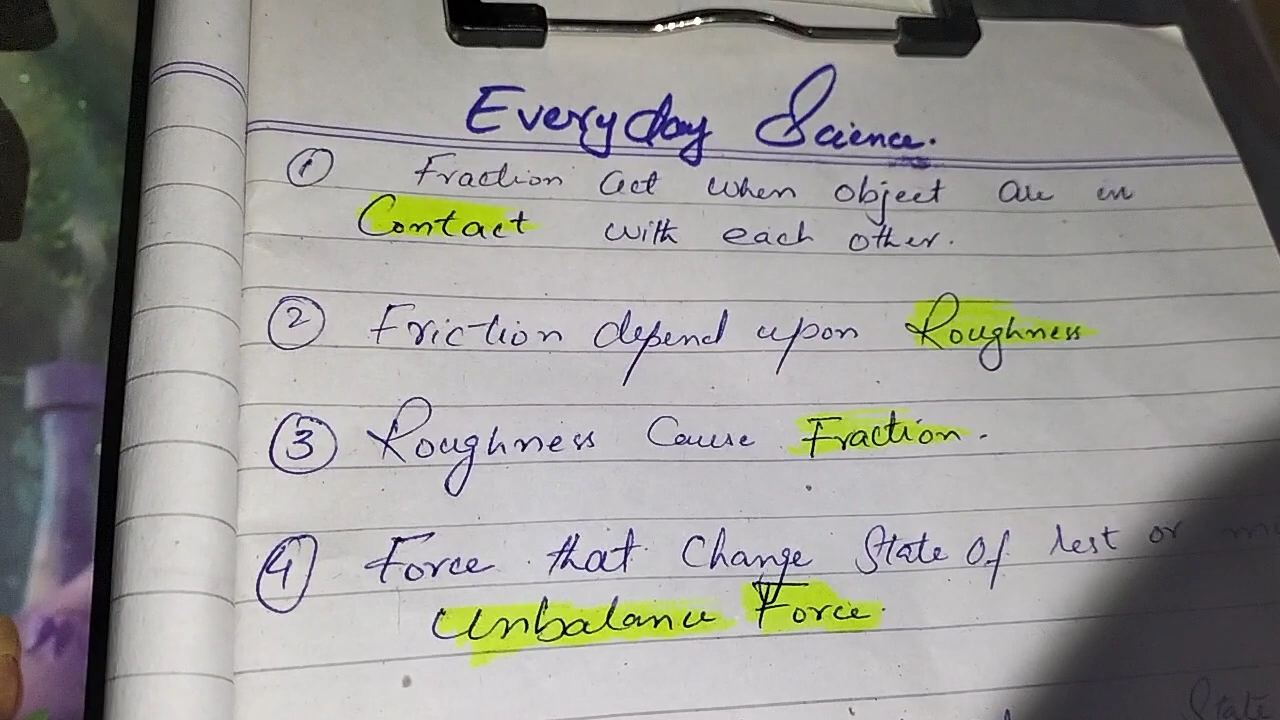 Everyday Science.
① Fraction act when object are in
Contact with each other.
② Friction depend upon Roughness
③ Roughness Cause Fraction.
④ Force that Change State Of rest or
Unbalance Force.
State